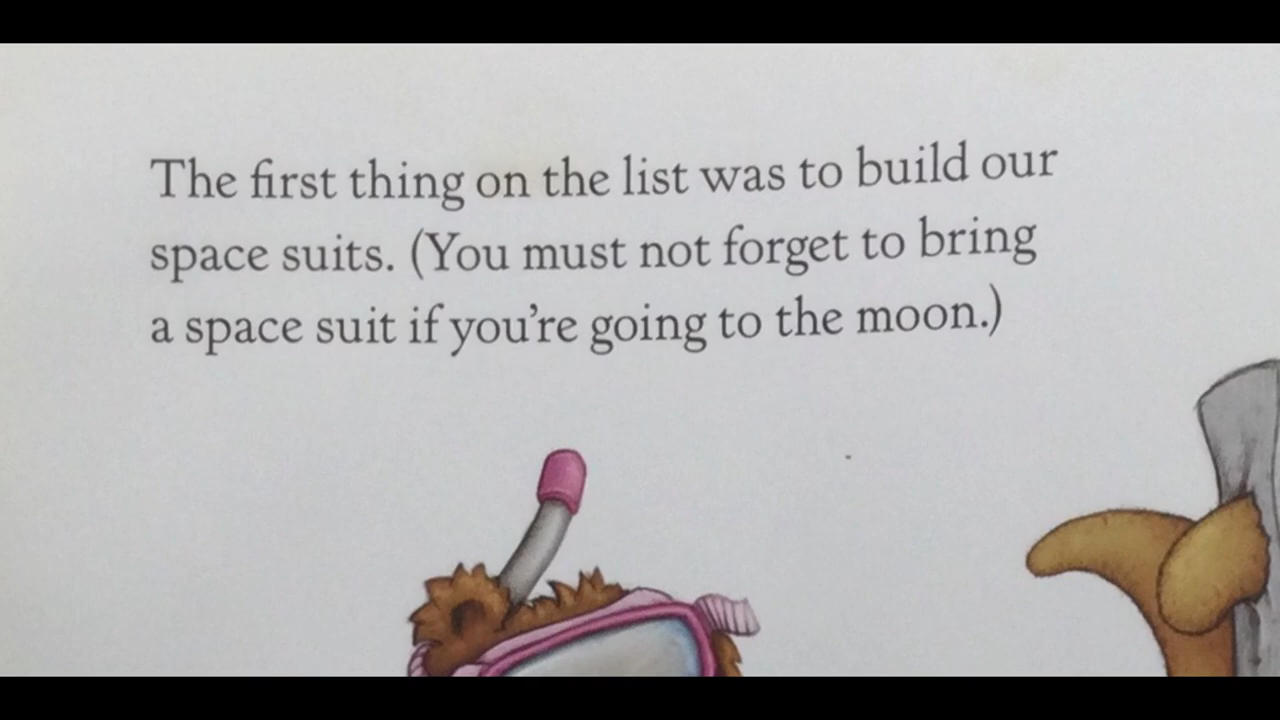 The first thing on the list was to build our
space suits. (You must not forget to bring
a space suit if you’re going to the moon.)